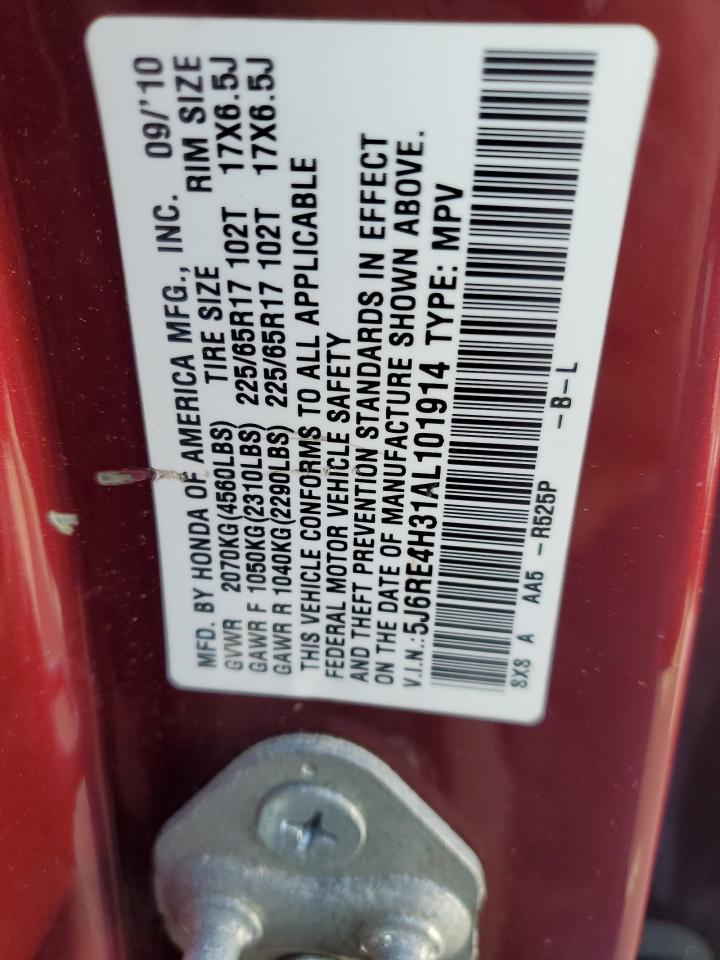 MFD. BY HONDA OF AMERICA MFG., INC. 09/'10
GVWR 2070KG(4560LBS) TIRE SIZE RIM SIZE
GAWR F 1050KG(2310LBS) 225/65R17 102T 17X6.5J
GAWR R 1040KG(2290LBS) 225/65R17 102T 17X6.5J
THIS VEHICLE CONFORMS TO ALL APPLICABLE
FEDERAL MOTOR VEHICLE SAFETY
AND THEFT PREVENTION STANDARDS IN EFFECT
ON THE DATE OF MANUFACTURE SHOWN ABOVE.
V.I.N.:5J6RE4H31AL101914 TYPE: MPV
8X8 A AA5 -R525P -B-L